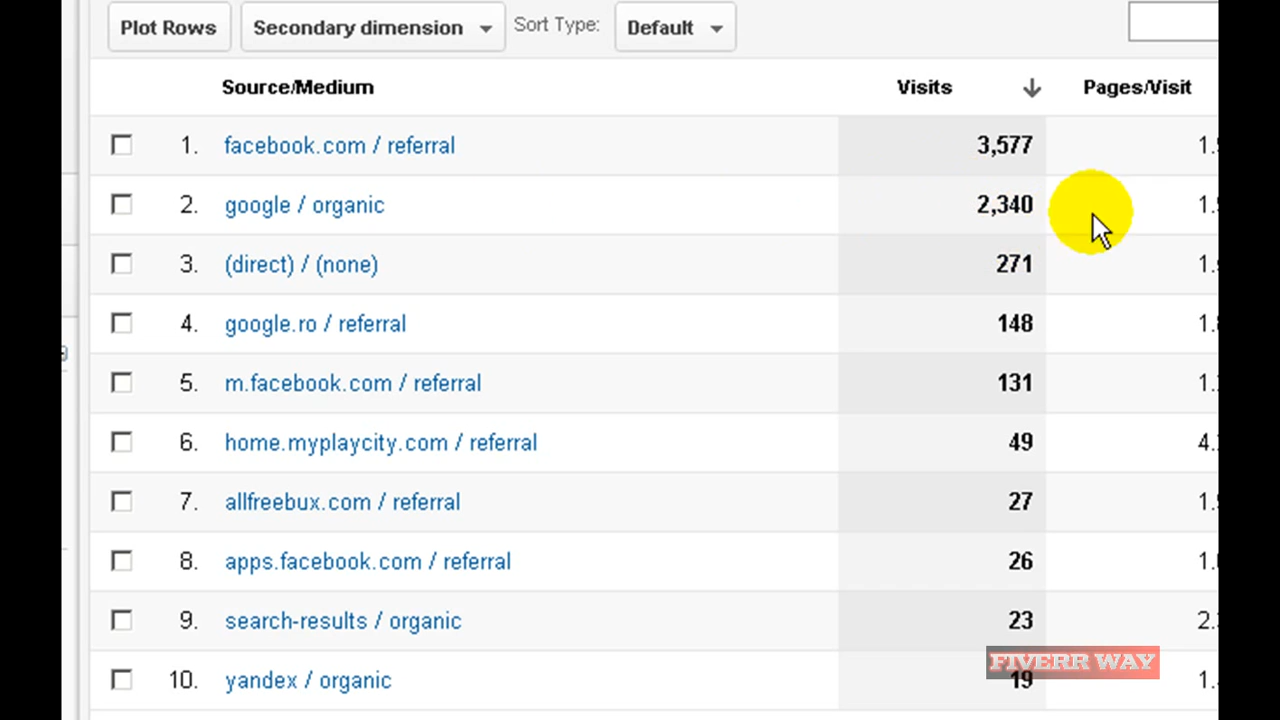 Plot Rows Secondary dimension Sort Type: Default
Source/Medium Visits Pages/Visit
1. facebook.com / referral 3,577
2. google / organic 2,340
3. (direct) / (none) 271
4. google.ro / referral 148
5. m.facebook.com / referral 131
6. home.myplaycity.com / referral 49
7. allfreebux.com / referral 27
8. apps.facebook.com / referral 26
9. search-results / organic 23
FIVERR WAY
10. yandex / organic 19